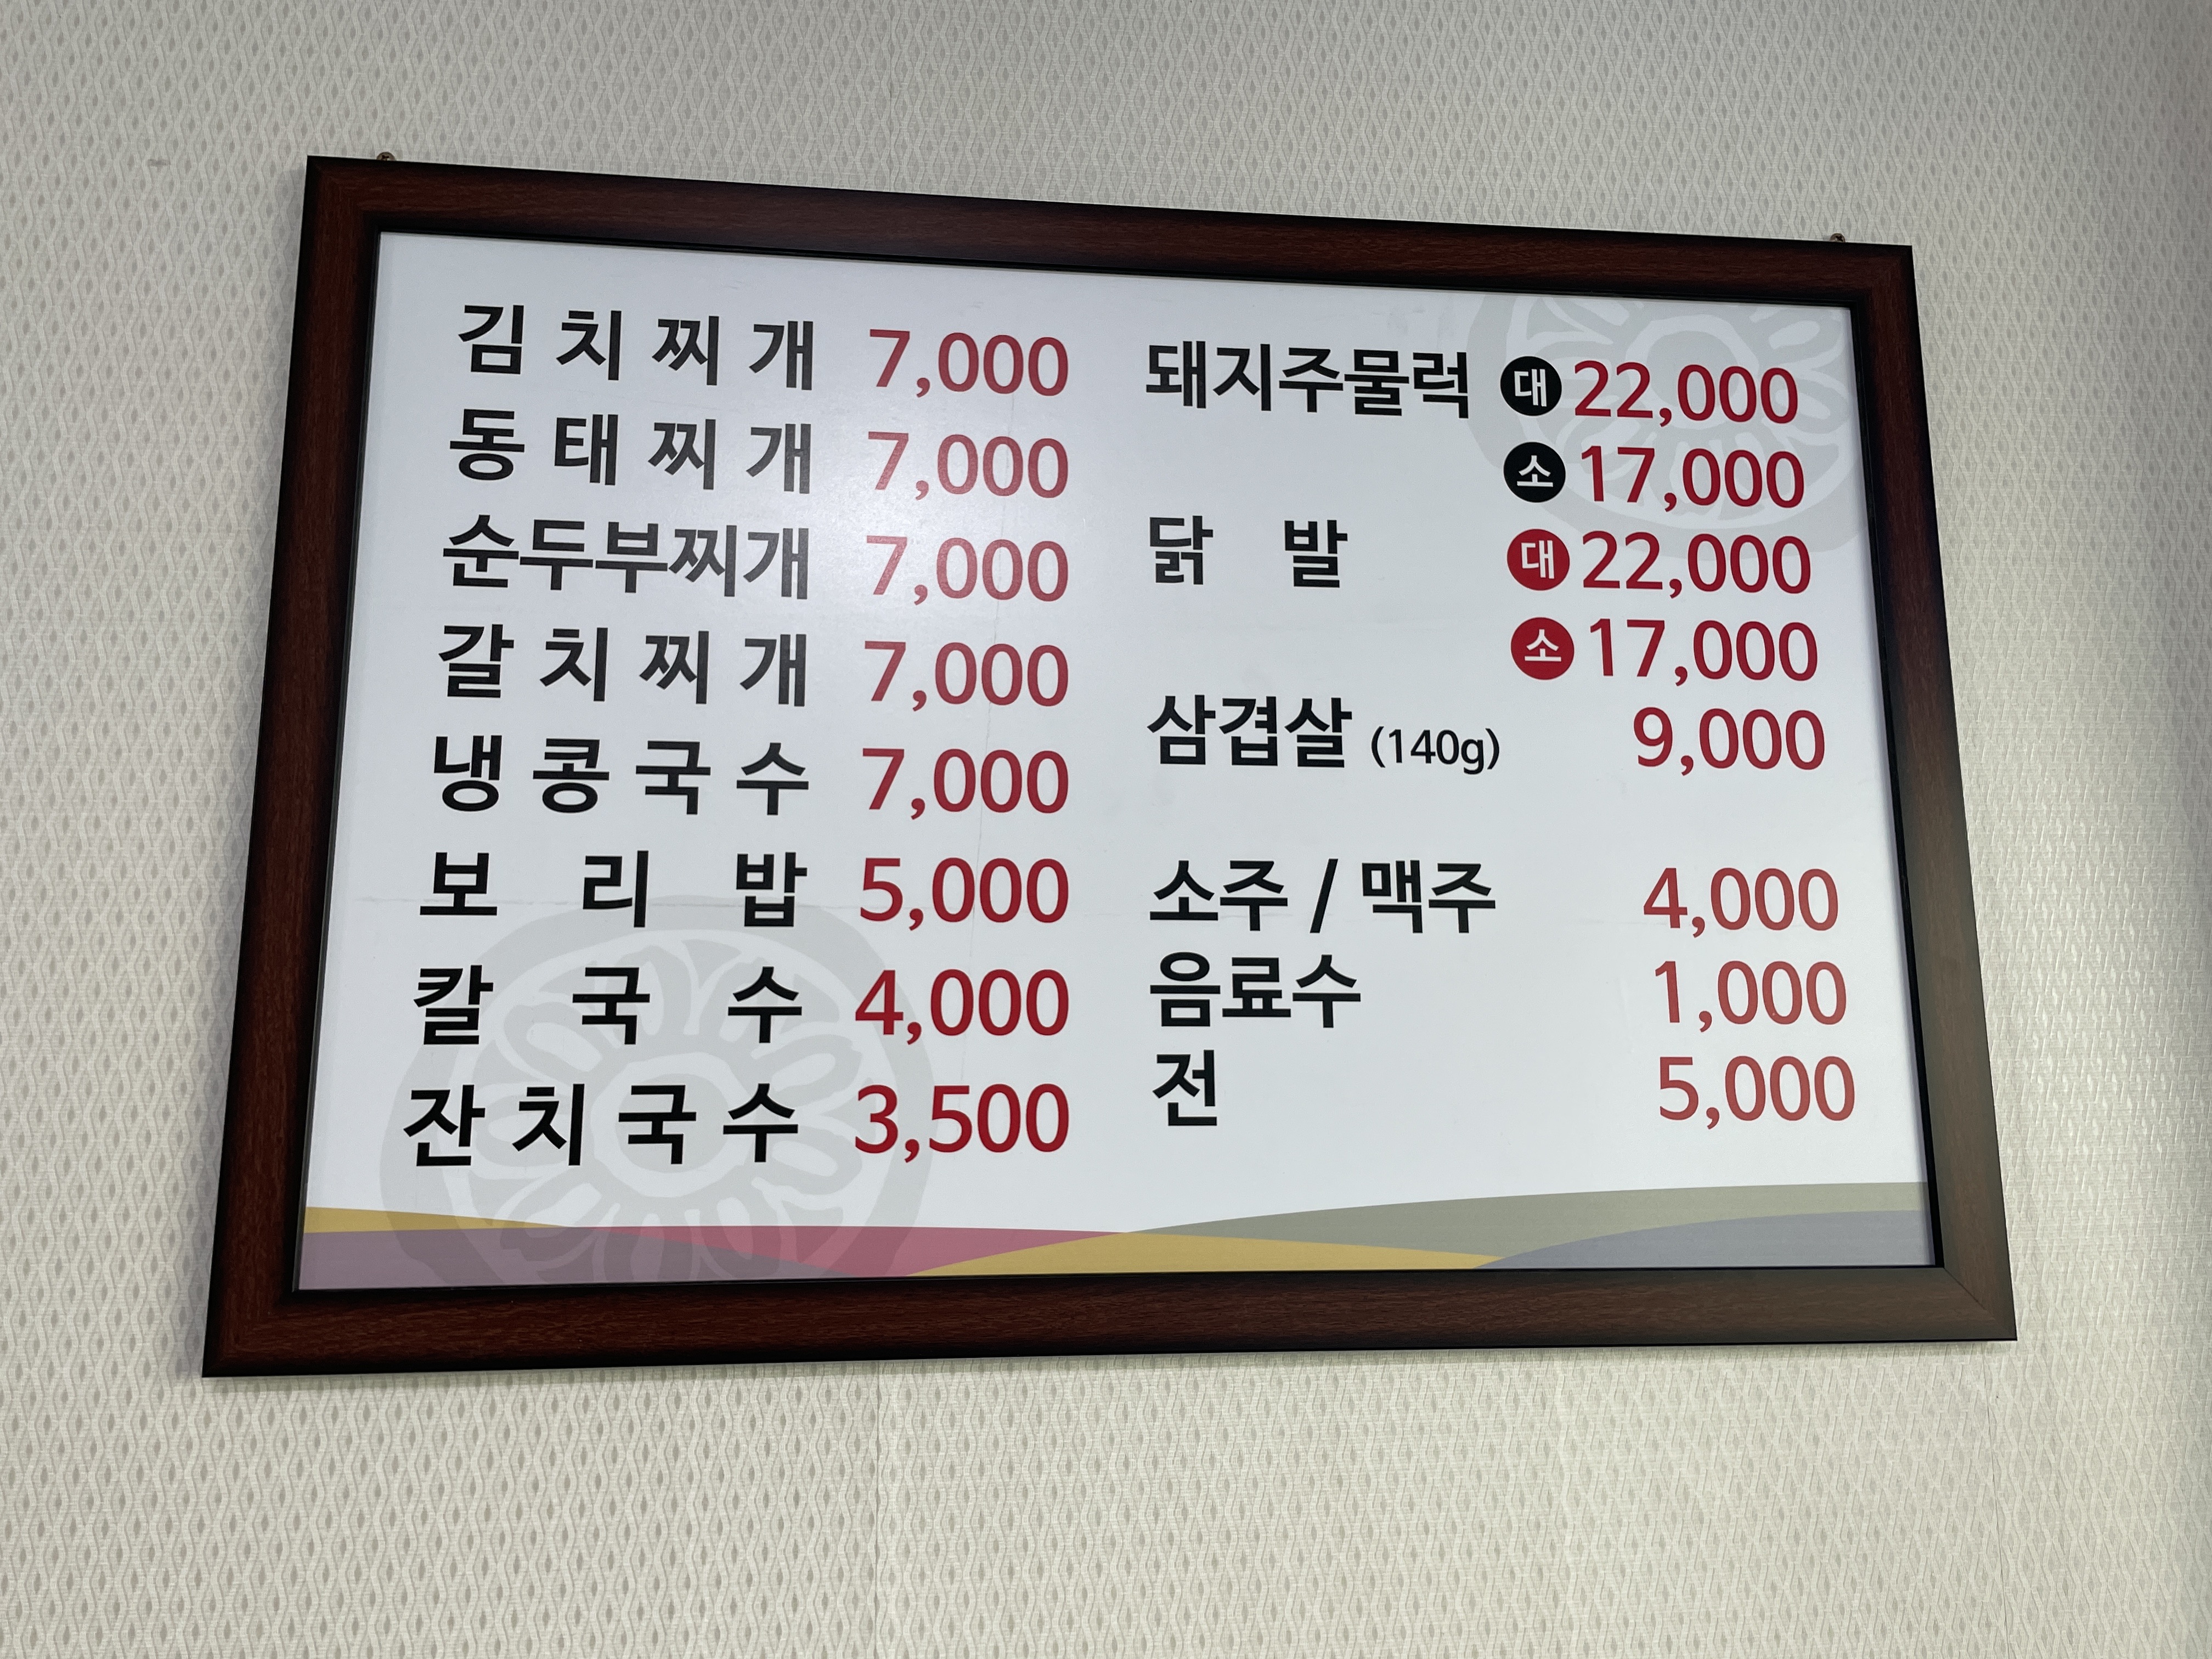 김치찌개 7,000
동태찌개 7,000
순두부찌개 7,000
갈치찌개 7,000
냉콩국수 7,000
보리밥 5,000
칼국수 4,000
잔치국수 3,500
돼지주물럭 대 22,000
소 17,000
닭발 대 22,000
소 17,000
삼겹살 (140g) 9,000
소주 / 맥주 4,000
음료수 1,000
전 5,000